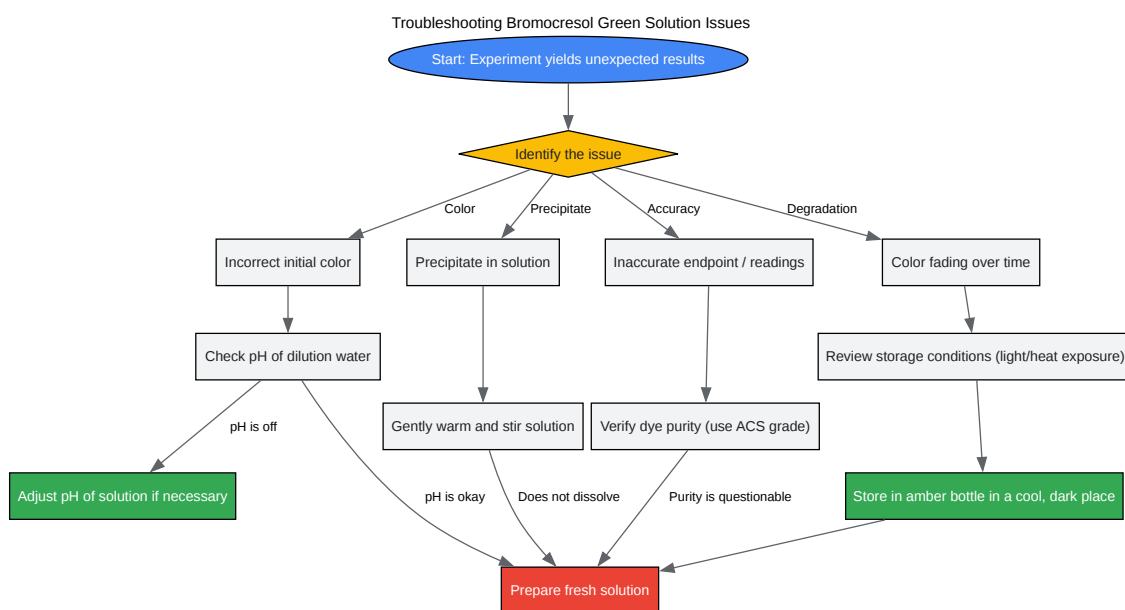 Troubleshooting Bromocresol Green Solution Issues
Start: Experiment yields unexpected results
Identify the issue
Color
Precipitate
Accuracy
Degradation
Incorrect initial color
Precipitate in solution
Inaccurate endpoint / readings
Color fading over time
Check pH of dilution water
Review storage conditions (light/heat exposure)
Gently warm and stir solution
Verify dye purity (use ACS grade)
pH is off
Adjust pH of solution if necessary
pH is okay
Does not dissolve
Purity is questionable
Store in amber bottle in a cool, dark place
Prepare fresh solution